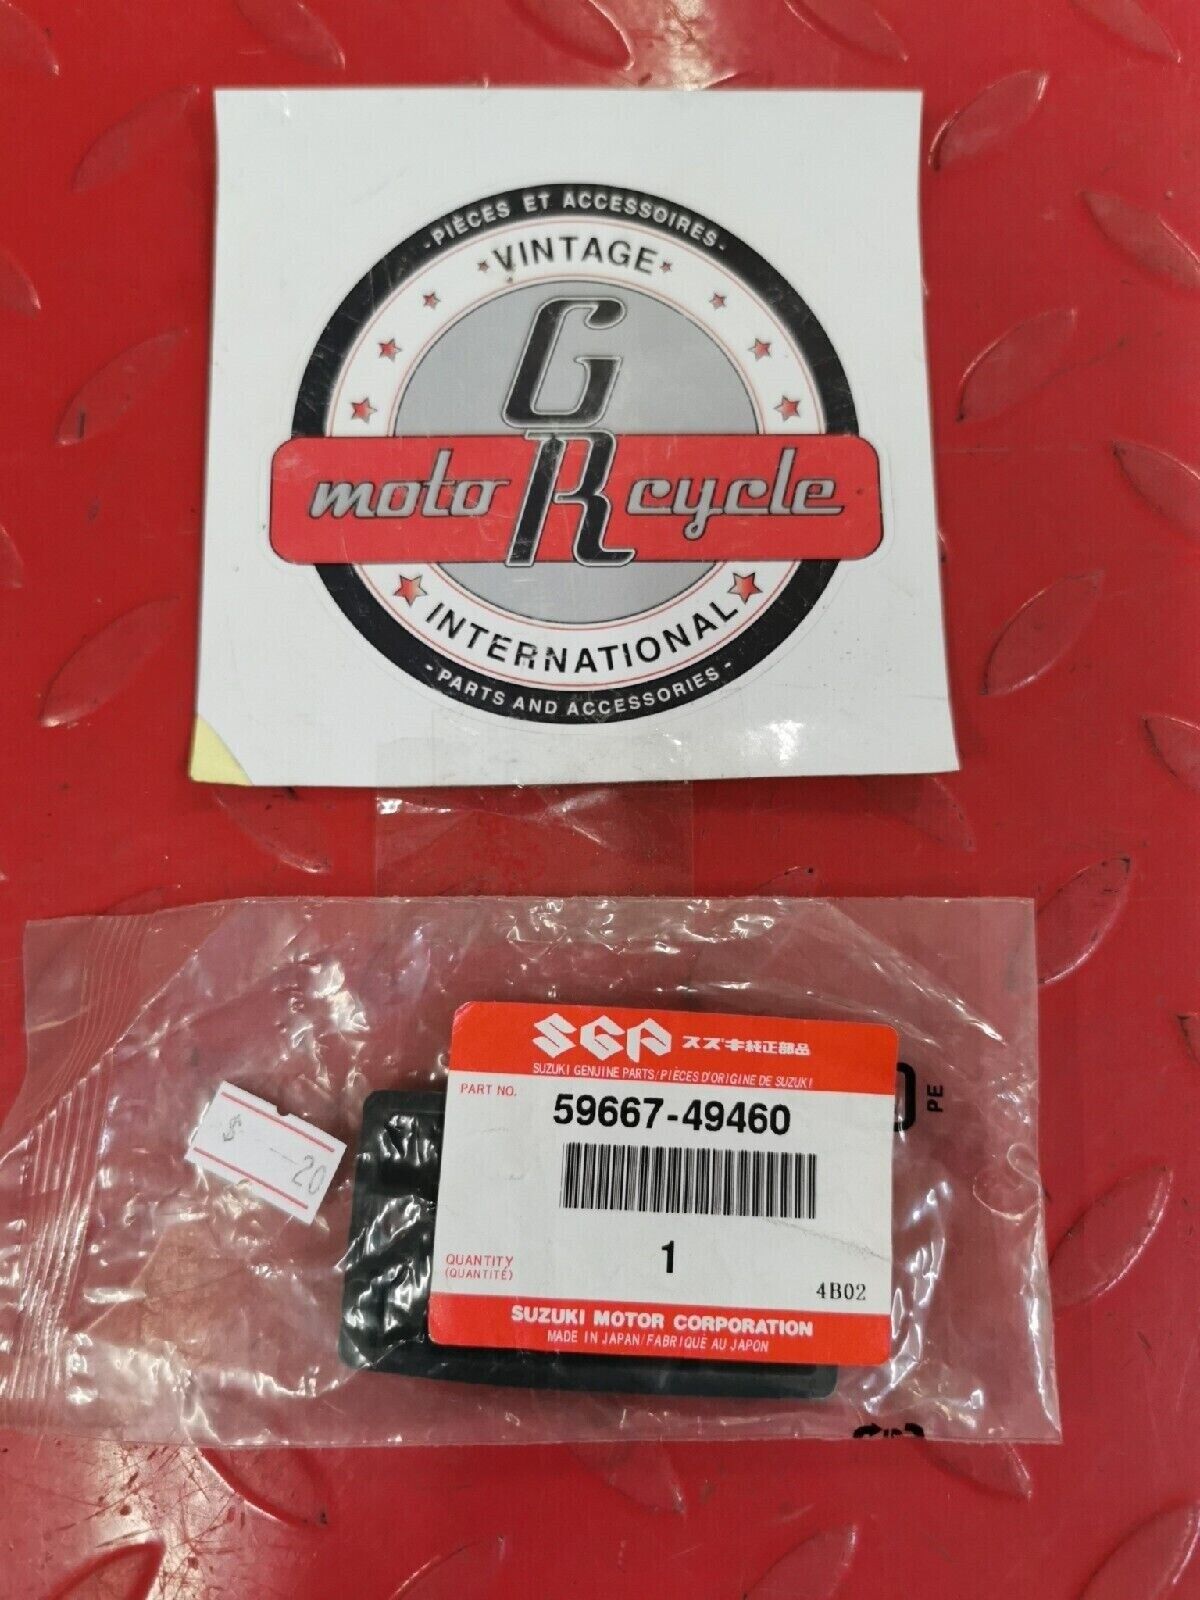 - PIÈCES ET ACCESSOIRES -
VINTAGE
G
moto R cycle
INTERNATIONAL
- PARTS AND ACCESSORIES -
SGP スズキ純正部品
SUZUKI GENUINE PARTS/PIÈCES D'ORIGINE DE SUZUKI
PART NO. 59667-49460
PE
$ --20
QUANTITY 1
(QUANTITÉ)
4B02
SUZUKI MOTOR CORPORATION
MADE IN JAPAN/FABRIQUÉ AU JAPON